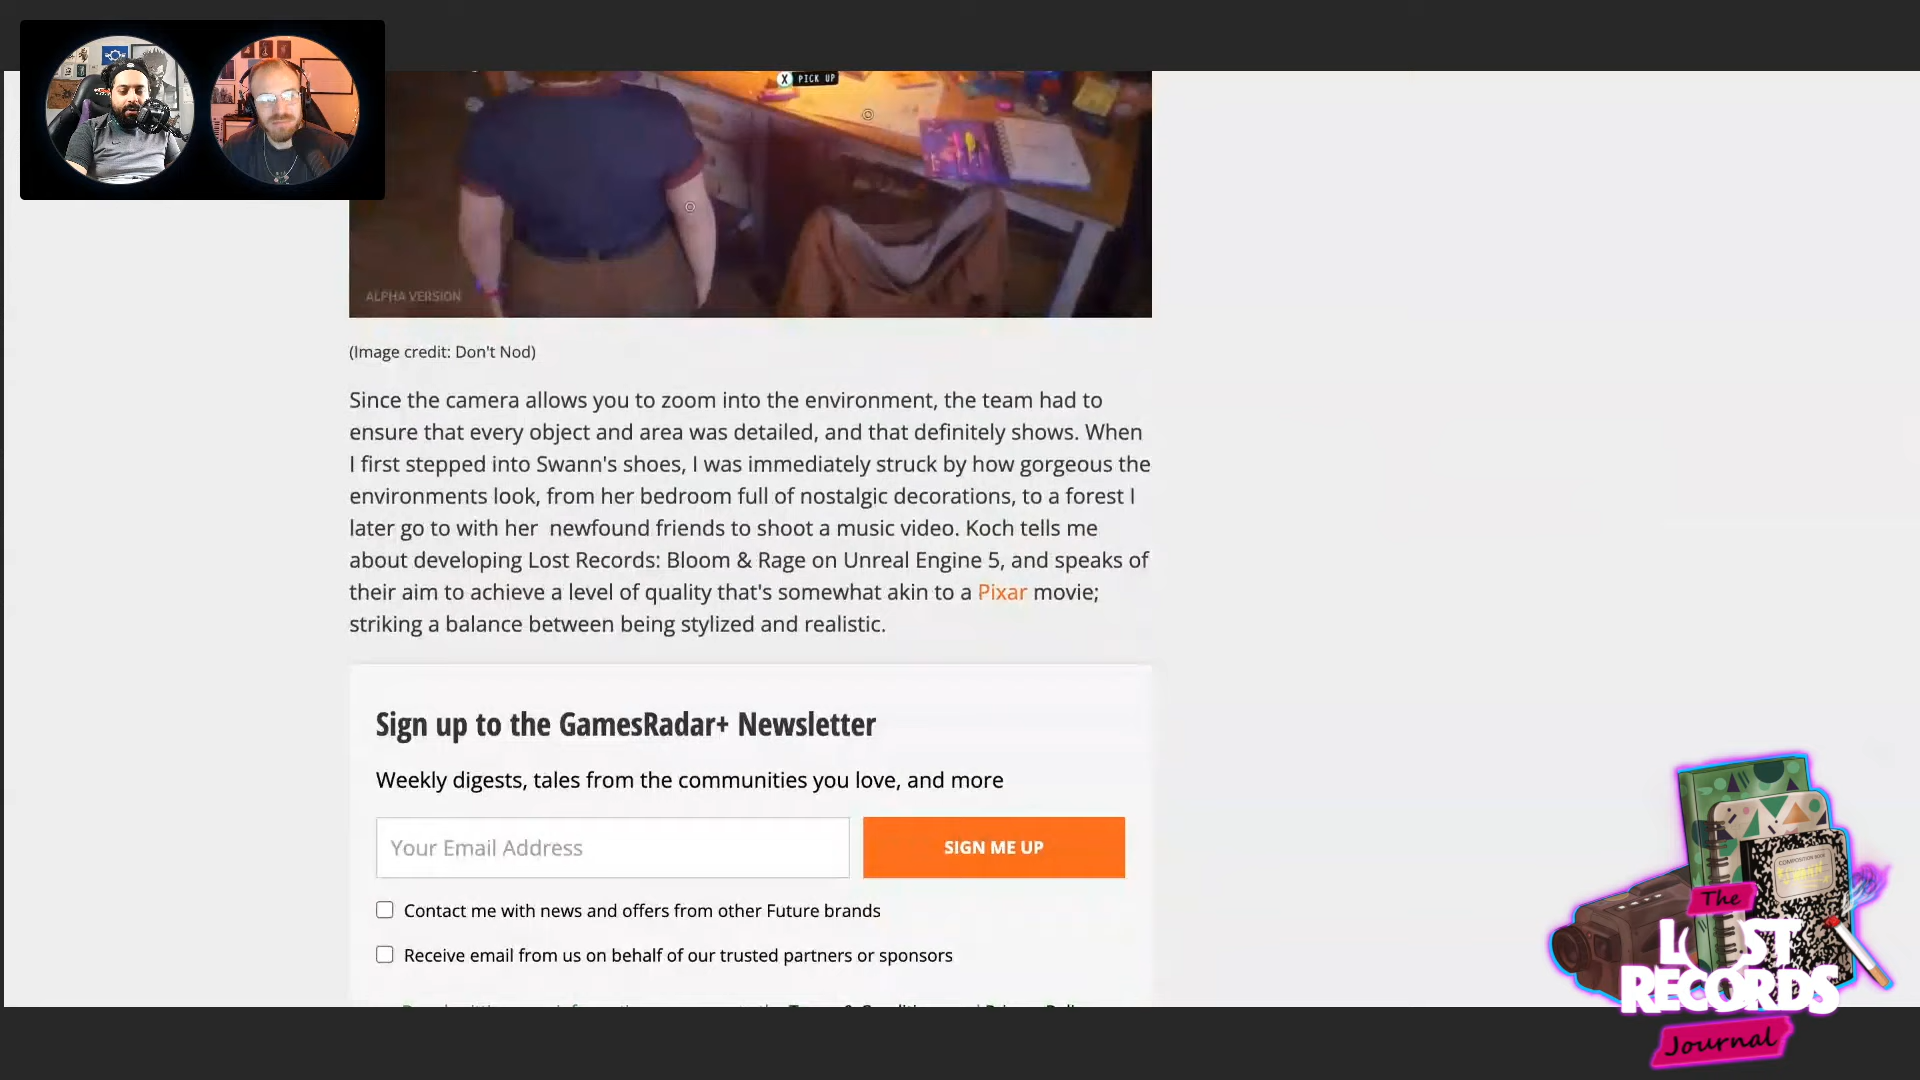 X PICK UP
ALPHA VERSION
(Image credit: Don't Nod)
Since the camera allows you to zoom into the environment, the team had to
ensure that every object and area was detailed, and that definitely shows. When
I first stepped into Swann's shoes, I was immediately struck by how gorgeous the
environments look, from her bedroom full of nostalgic decorations, to a forest I
later go to with her newfound friends to shoot a music video. Koch tells me
about developing Lost Records: Bloom & Rage on Unreal Engine 5, and speaks of
their aim to achieve a level of quality that's somewhat akin to a Pixar movie;
striking a balance between being stylized and realistic.
Sign up to the GamesRadar+ Newsletter
Weekly digests, tales from the communities you love, and more
Your Email Address
SIGN ME UP
Contact me with news and offers from other Future brands
Receive email from us on behalf of our trusted partners or sponsors
COMPOSITION BOOK
The
LOST
RECORDS
Journal